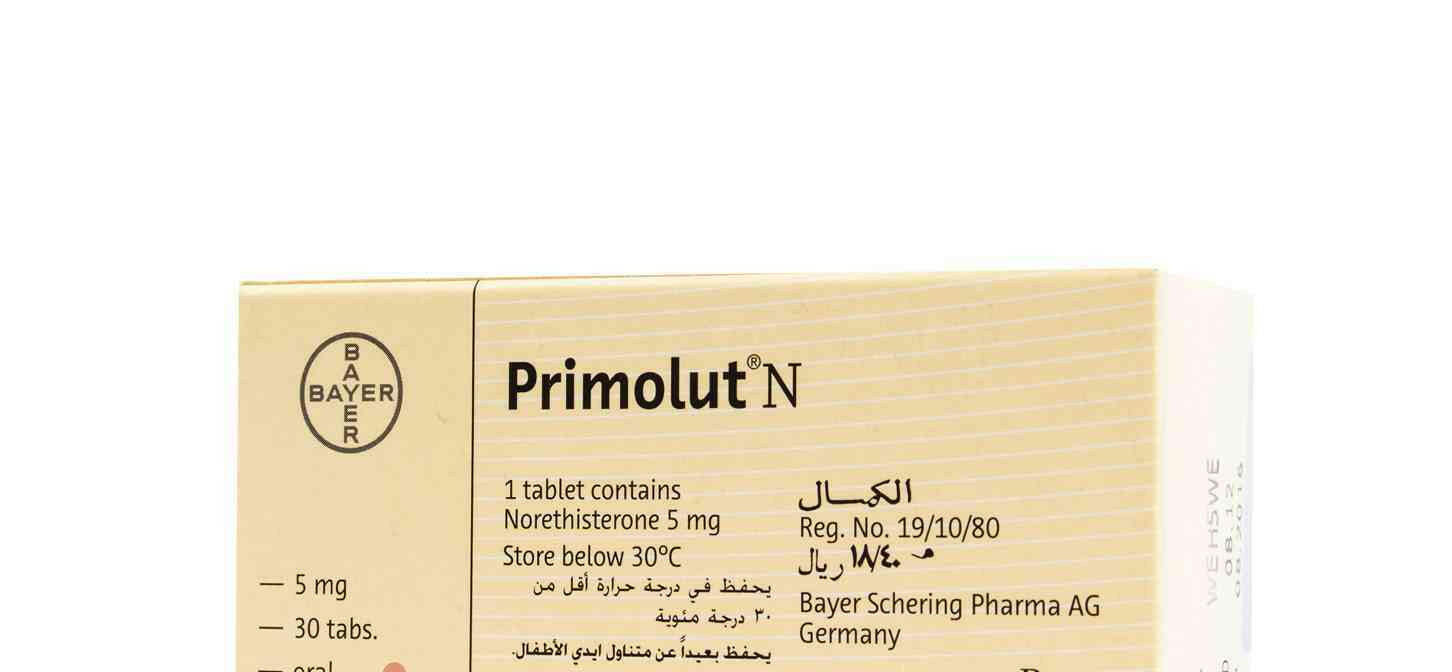 BAYER
BAYER
Primolut® N
1 tablet contains
Norethisterone 5 mg
Store below 30°C
يحفظ في درجة حرارة أقل من
٣٠ درجة مئوية
يحفظ بعيداً عن متناول ايدي الأطفال.
الكمال
Reg. No. 19/10/80
١٨/٤٠ ريال
Bayer Schering Pharma AG
Germany
— 5 mg
— 30 tabs.
— oral
WEH5WE
08.12
08.2016